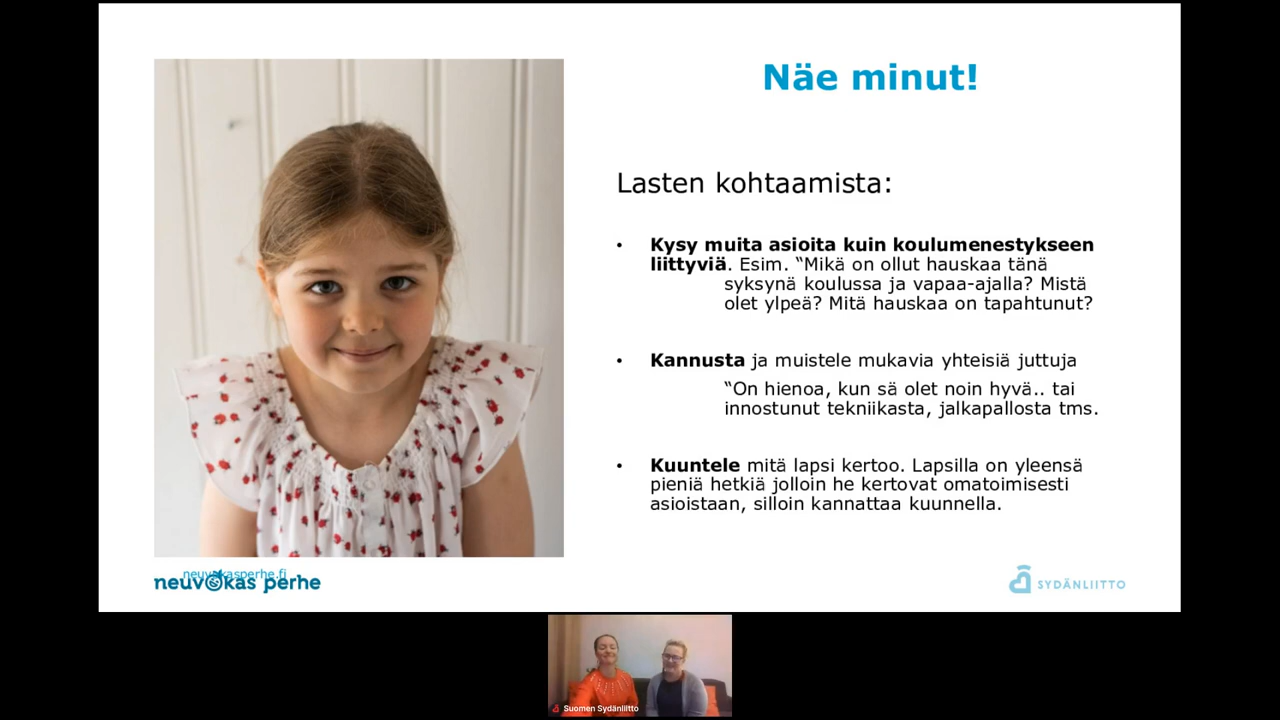 Näe minut!
Lasten kohtaamista:
• Kysy muita asioita kuin koulumenestykseen
liittyviä. Esim. “Mikä on ollut hauskaa tänä
syksynä koulussa ja vapaa-ajalla? Mistä
olet ylpeä? Mitä hauskaa on tapahtunut?
• Kannusta ja muistele mukavia yhteisiä juttuja
“On hienoa, kun sä olet noin hyvä.. tai
innostunut tekniikasta, jalkapallosta tms.
• Kuuntele mitä lapsi kertoo. Lapsilla on yleensä
pieniä hetkiä jolloin he kertovat omatoimisesti
asioistaan, silloin kannattaa kuunnella.
neuvokasperhe.fi
neuvokas perhe
SYDÄNLIITTO
Suomen Sydänliitto